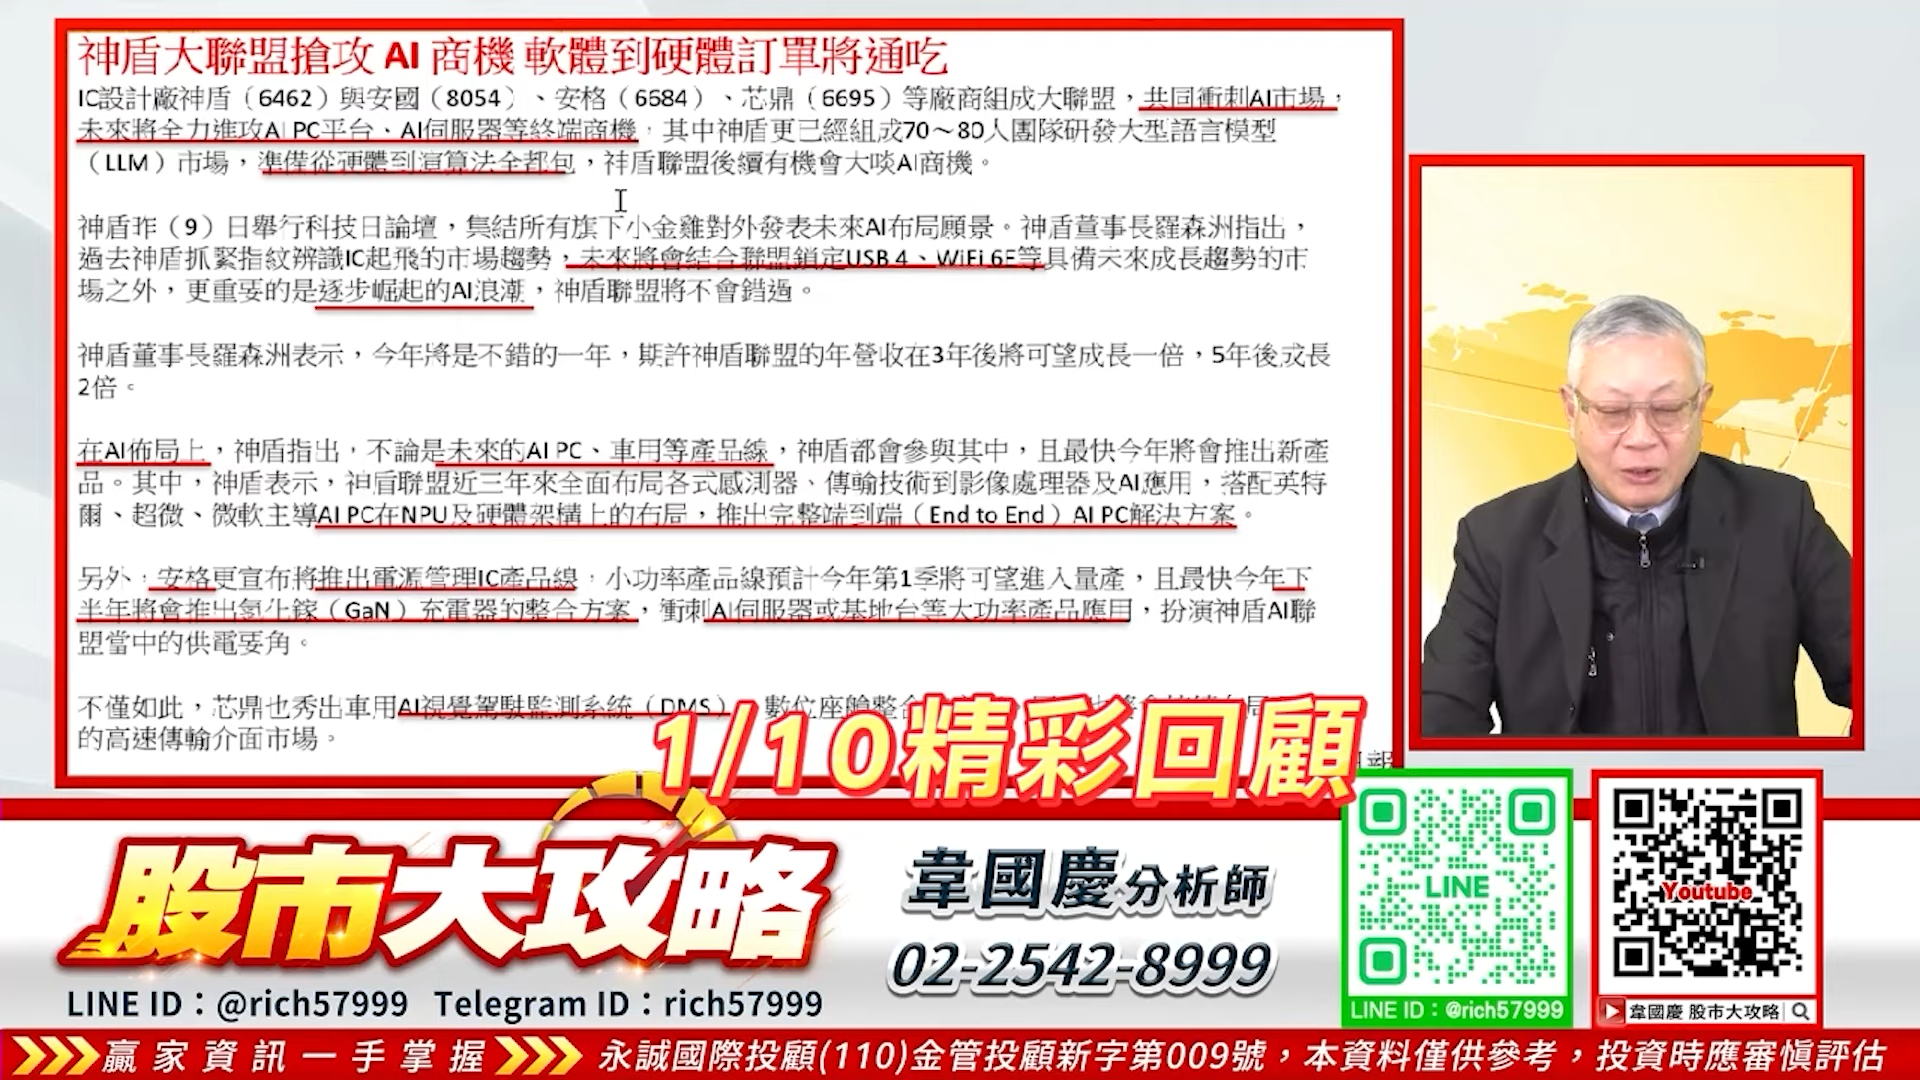 神盾大聯盟搶攻 AI 商機 軟體到硬體訂單將通吃
IC設計廠神盾（6462）與安國（8054）、安格（6684）、芯鼎（6695）等廠商組成大聯盟，共同衝刺AI市場，
未來將全力進攻AI PC平台、AI伺服器等終端商機，其中神盾更已經組成70～80人團隊研發大型語言模型
（LLM）市場，準備從硬體到演算法全都包，神盾聯盟後續有機會大啖AI商機。
神盾昨（9）日舉行科技日論壇，集結所有旗下小金雞對外發表未來AI布局願景。神盾董事長羅森洲指出，
過去神盾抓緊指紋辨識IC起飛的市場趨勢，未來將會結合聯盟鎖定USB 4、WiFi 6E等具備未來成長趨勢的市
場之外，更重要的是逐步崛起的AI浪潮，神盾聯盟將不會錯過。
神盾董事長羅森洲表示，今年將是不錯的一年，期許神盾聯盟的年營收在3年後將可望成長一倍，5年後成長
2倍。
在AI佈局上，神盾指出，不論是未來的AI PC、車用等產品線，神盾都會參與其中，且最快今年將會推出新產
品。其中，神盾表示，神盾聯盟近三年來全面布局各式感測器、傳輸技術到影像處理器及AI應用，搭配英特
爾、超微、微軟主導AI PC在NPU及硬體架構上的布局，推出完整端到端（End to End）AI PC解決方案。
另外，安格更宣布將推出電源管理IC產品線，小功率產品線預計今年第1季將可望進入量產，且最快今年下
半年將會推出氮化鎵（GaN）充電器的整合方案，衝刺AI伺服器或基地台等大功率產品應用，扮演神盾AI聯
盟當中的供電要角。
不僅如此，芯鼎也秀出車用AI視覺駕駛監測系統（DMS）、數位座艙整合
的高速傳輸介面市場。
報
1/10精彩回顧
股市大攻略
韋國慶分析師
02-2542-8999
LINE ID：@rich57999 Telegram ID：rich57999
LINE
LINE ID：@rich57999
Youtube
韋國慶 股市大攻略
贏家資訊一手掌握
永誠國際投顧(110)金管投顧新字第009號，本資料僅供參考，投資時應審慎評估